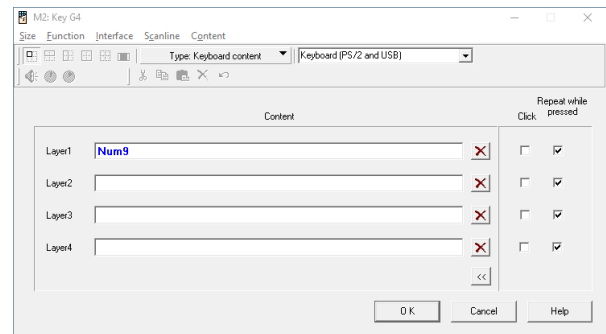 M2: Key G4
Size Function Interface Scanline Content
Type: Keyboard content Keyboard (PS/2 and USB)
Content Click Repeat while pressed
Layer1 Num9
Layer2
Layer3
Layer4
<<
OK Cancel Help